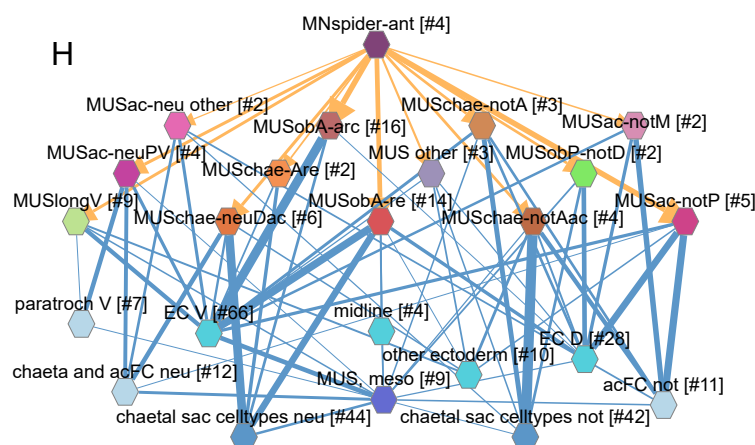 MNspider-ant [#4]
H
MUSac-neu other [#2]
MUSchae-notA [#3]
MUSobA-arc [#16]
MUSac-notM [#2]
MUSac-neuPV [#4]
MUSchae-Are [#2]
MUS other [#3]
MUSobP-notD [#2]
MUSlongV [#9]
MUSchae-neuDac [#6]
MUSobA-re [#14]
MUSchae-notAac [#4]
MUSac-notP [#5]
paratroch V [#7]
EC V [#66]
midline [#4]
EC D [#28]
other ectoderm [#10]
chaeta and acFC neu [#12]
MUS, meso [#9]
acFC not [#11]
chaetal sac celltypes neu [#44]
chaetal sac celltypes not [#42]